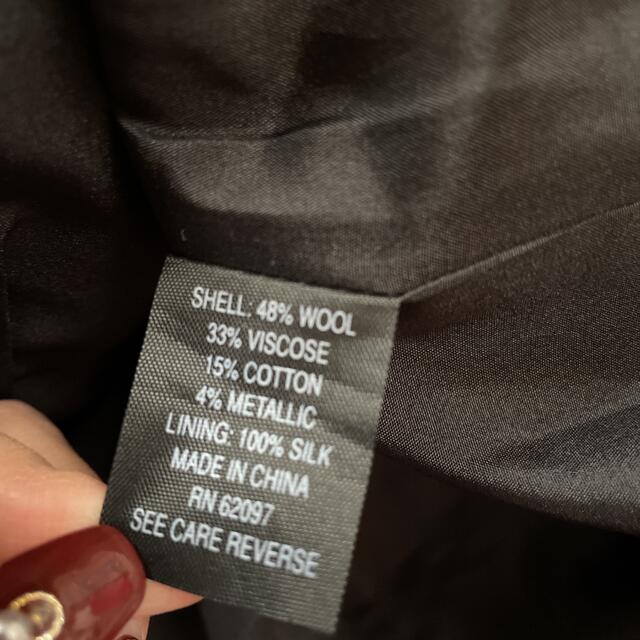 SHELL: 48% WOOL
33% VISCOSE
15% COTTON
4% METALLIC
LINING: 100% SILK
MADE IN CHINA
RN 62097
SEE CARE REVERSE